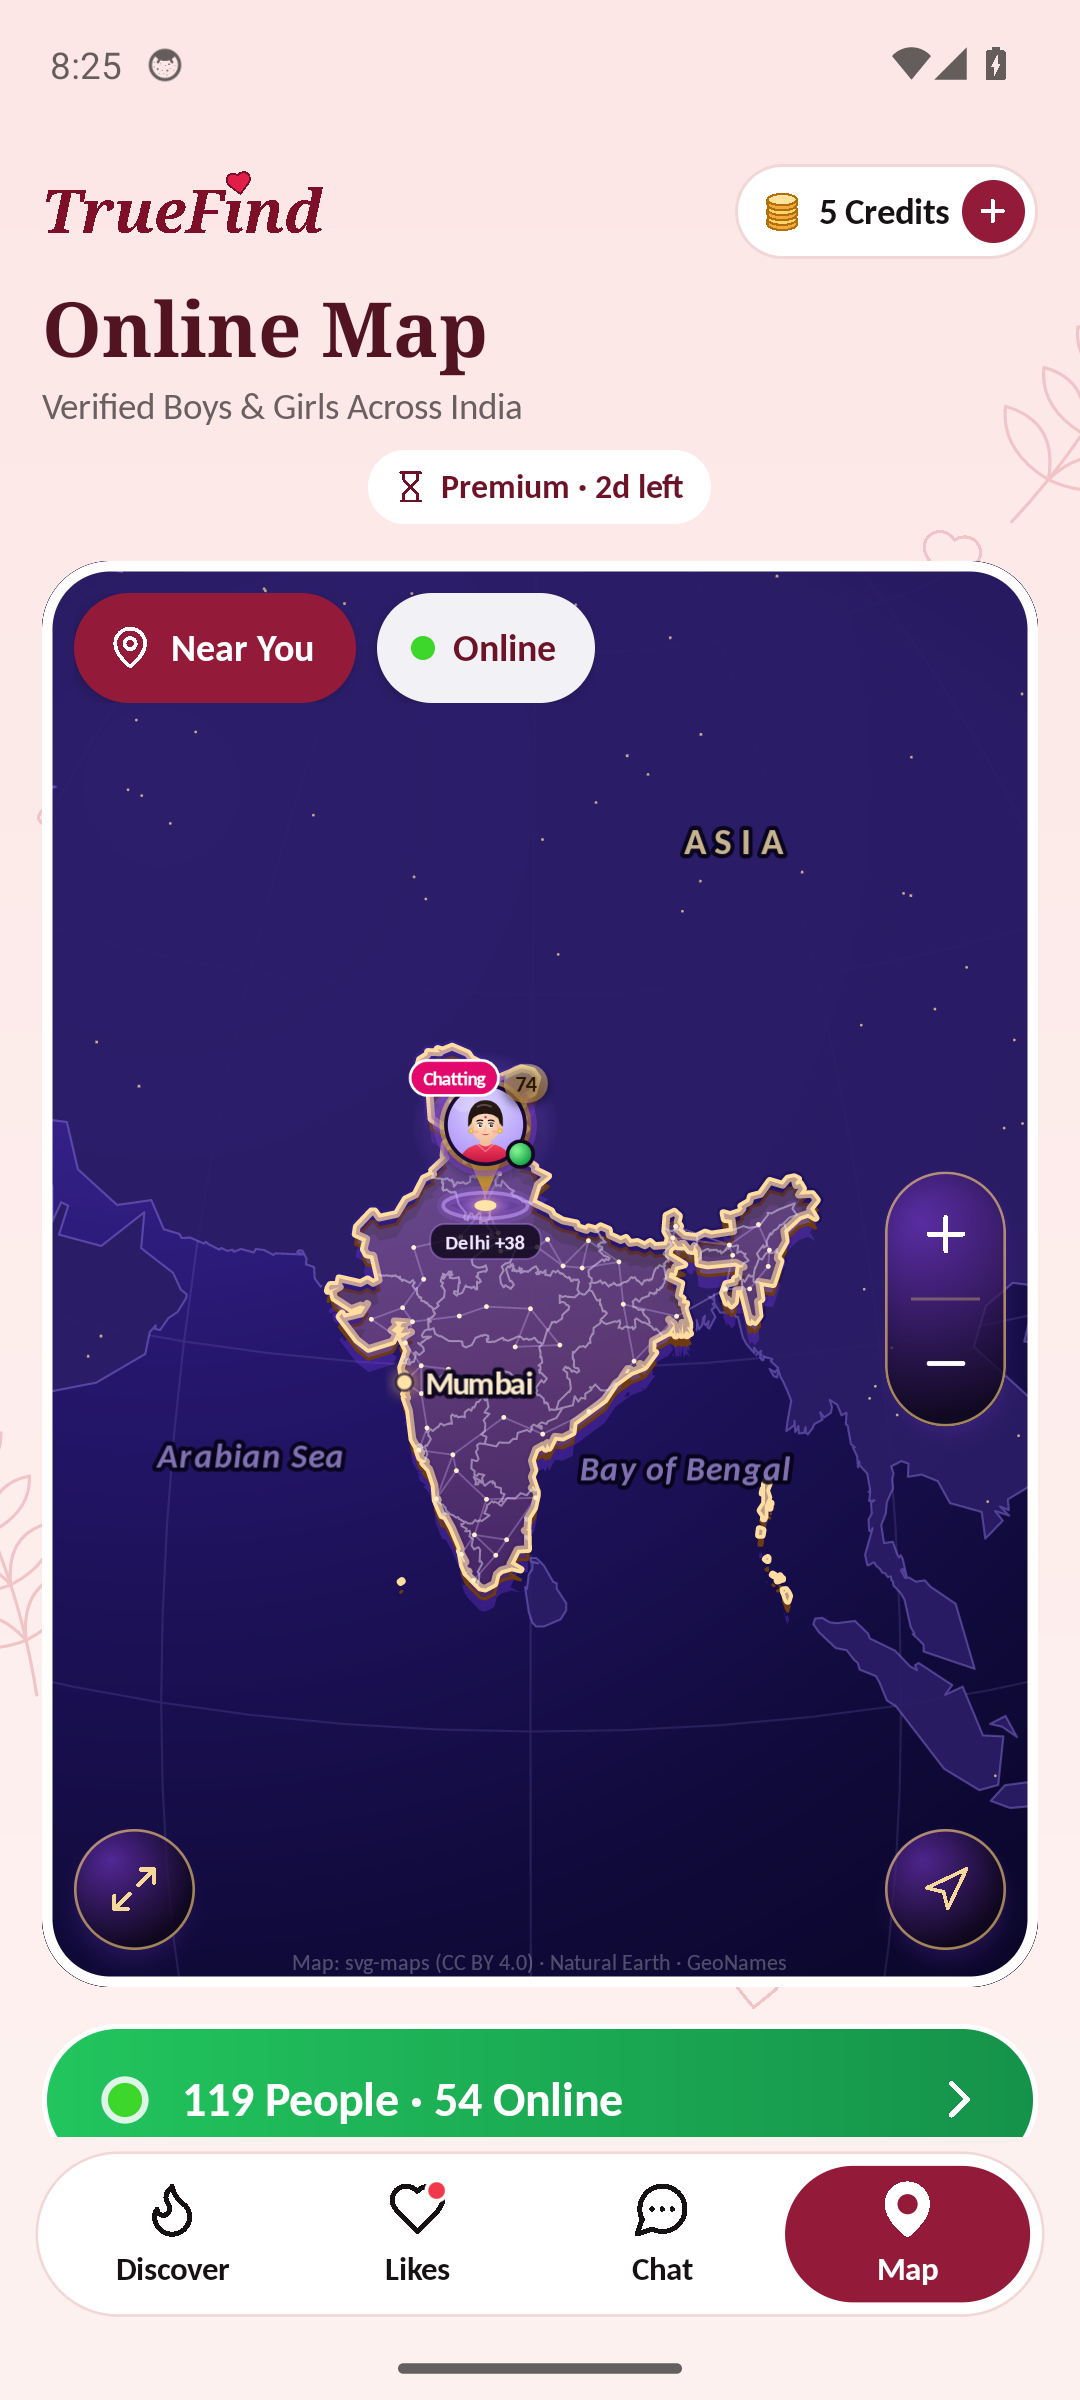 8:25
TrueFind
5 Credits
Online Map
Verified Boys & Girls Across India
Premium · 2d left
Near You
Online
ASIA
Chatting
74
Delhi +38
Mumbai
Arabian Sea
Bay of Bengal
Map: svg-maps (CC BY 4.0) · Natural Earth · GeoNames
119 People · 54 Online
Discover
Likes
Chat
Map